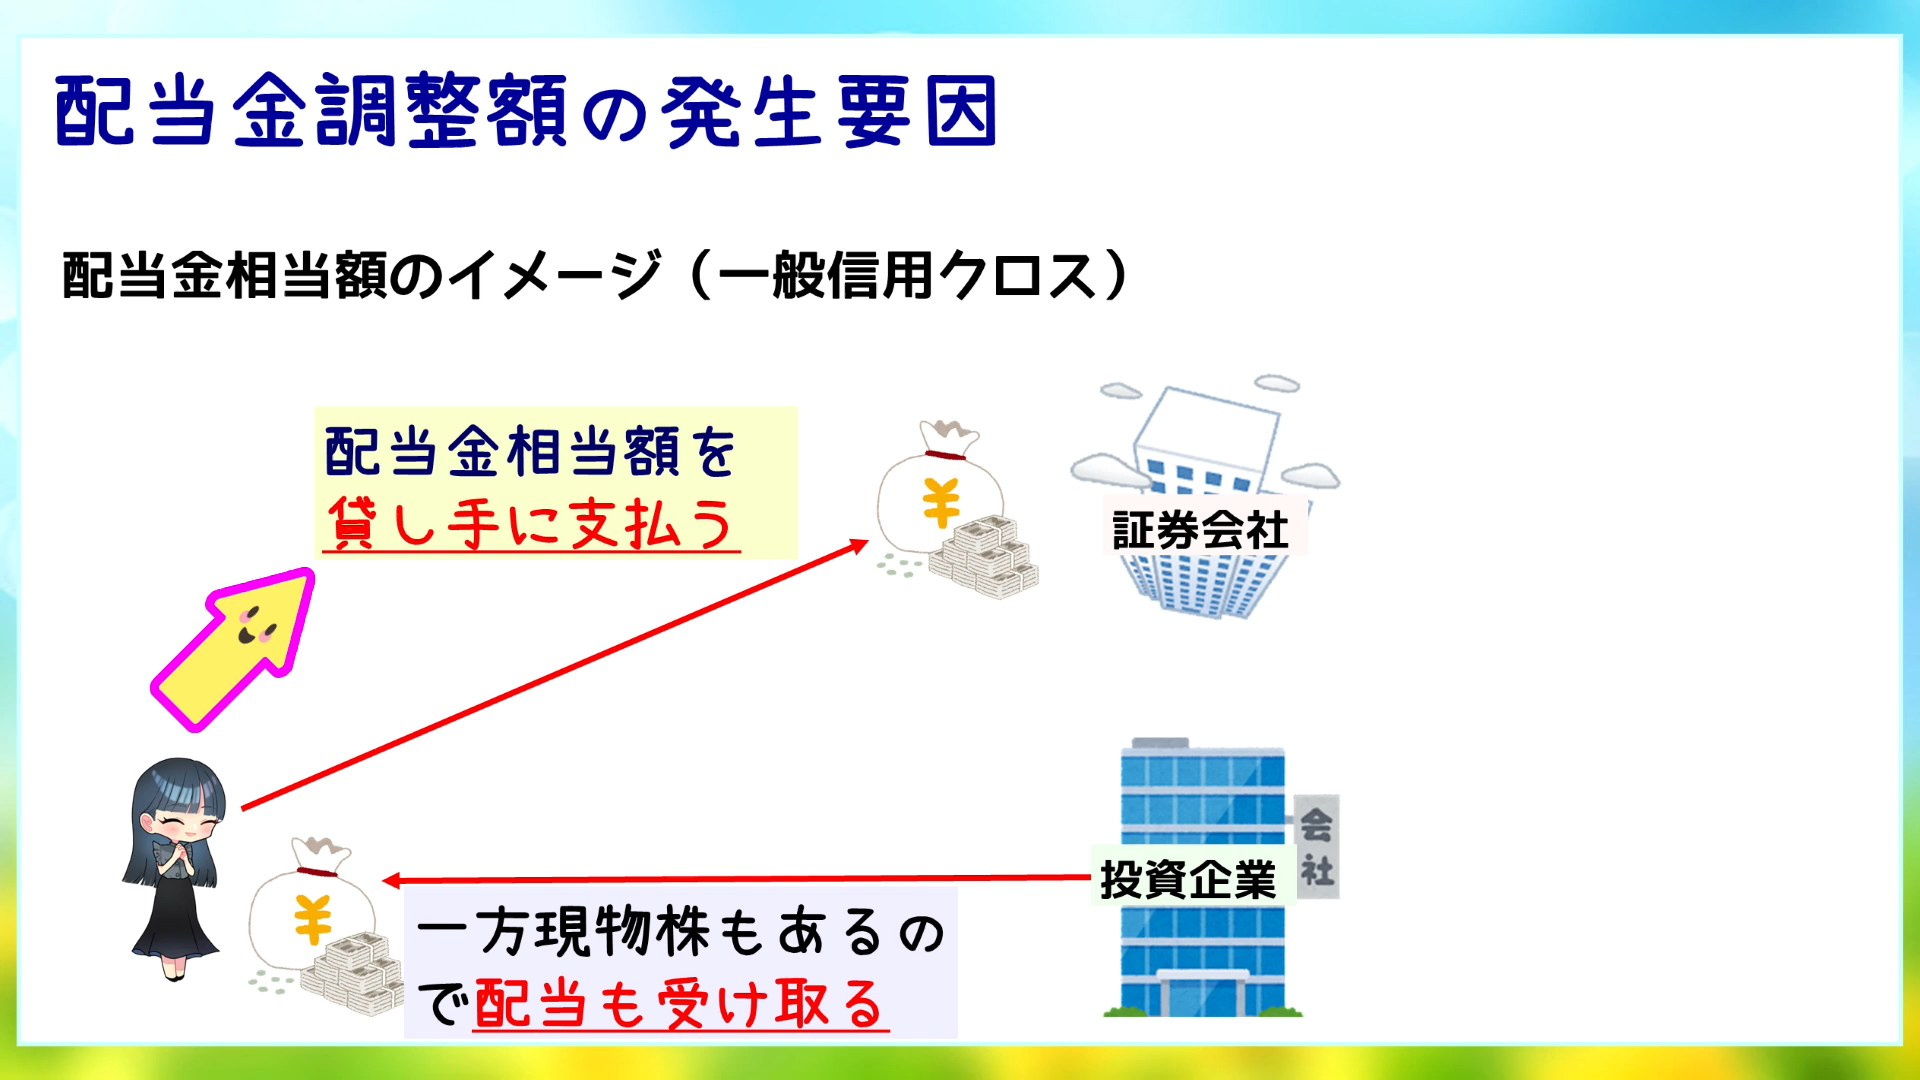 配当金調整額の発生要因
配当金相当額のイメージ（一般信用クロス）
配当金相当額を
貸し手に支払う
¥
証券会社
会
社
投資企業
¥
一方現物株もあるの
で配当も受け取る